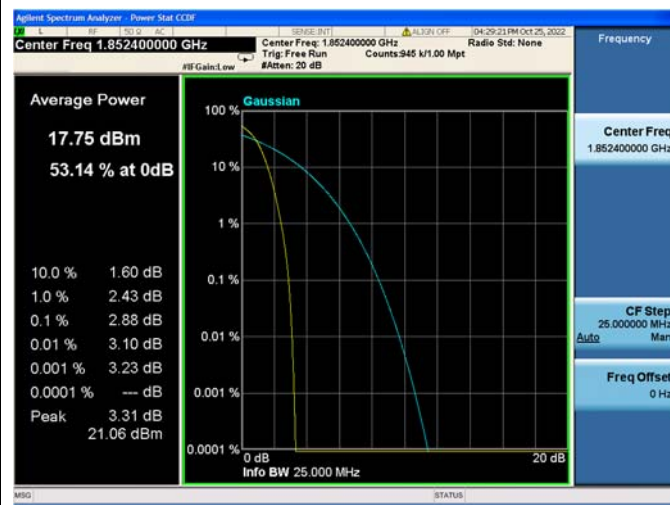 Agilent Spectrum Analyzer - Power Stat CCDF
L RF 50 Ω AC SENSE:INT ALIGN OFF 04:29:21 PM Oct 25, 2022
Center Freq 1.852400000 GHz
Center Freq: 1.852400000 GHz Radio Std: None
Trig: Free Run Counts:945 k/1.00 Mpt
#IFGain:Low #Atten: 20 dB
Frequency
Average Power
17.75 dBm
53.14 % at 0dB
10.0 % 1.60 dB
1.0 % 2.43 dB
0.1 % 2.88 dB
0.01 % 3.10 dB
0.001 % 3.23 dB
0.0001 % --- dB
Peak 3.31 dB
21.06 dBm
Gaussian
100 %
10 %
1 %
0.1 %
0.01 %
0.001 %
0.0001 %
0 dB 20 dB
Info BW 25.000 MHz
Center Freq
1.852400000 GHz
CF Step
25.000000 MHz
Auto Man
Freq Offset
0 Hz
MSG STATUS